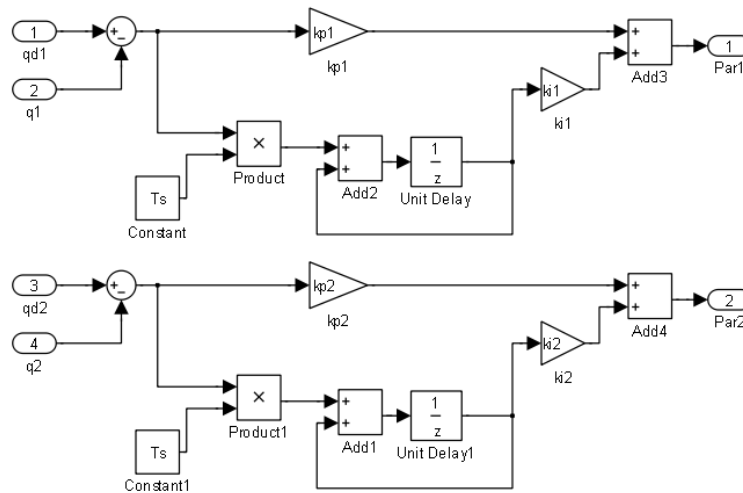 1
+
−
qd1
2
q1
kp1
kp1
+
+
Add3
1
Par1
ki1
ki1
×
Product
Ts
Constant
+
+
Add2
1
z
Unit Delay
3
+
−
qd2
4
q2
kp2
kp2
+
+
Add4
2
Par2
ki2
ki2
×
Product1
Ts
Constant1
+
+
Add1
1
z
Unit Delay1